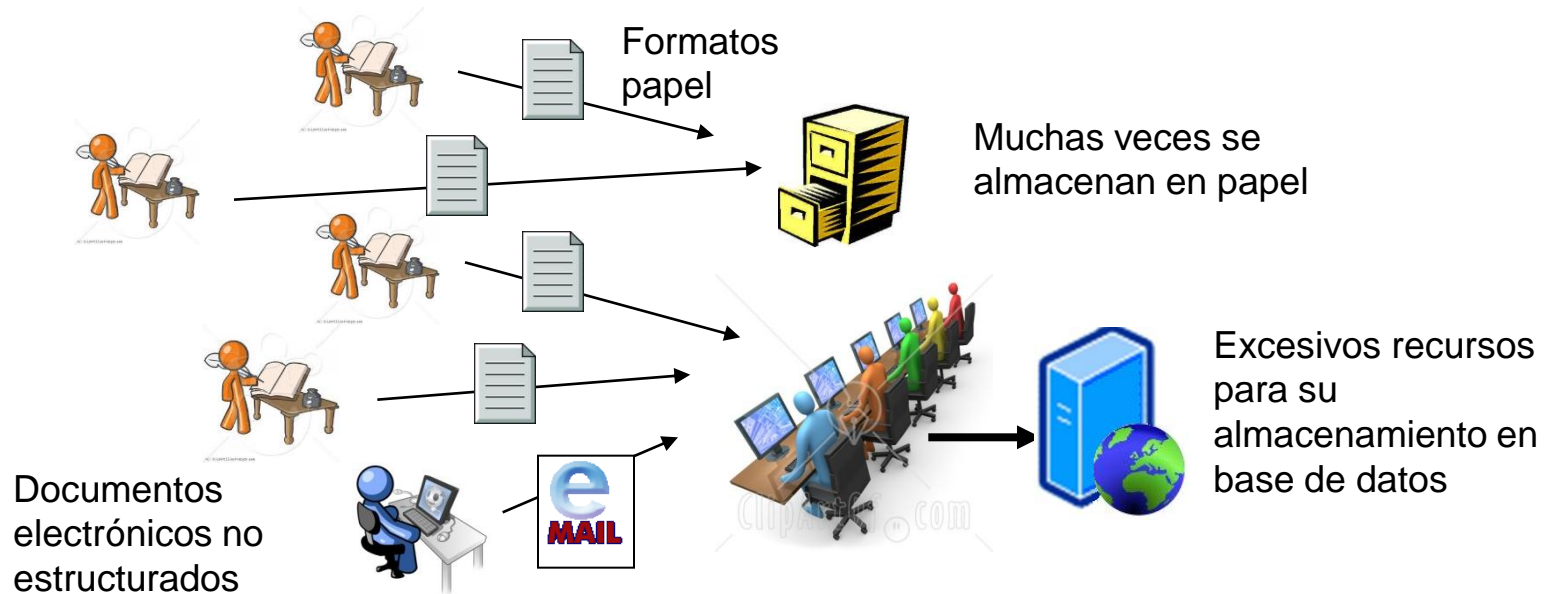 Formatos
papel
Muchas veces se
almacenan en papel
Excesivos recursos
para su
almacenamiento en
base de datos
Documentos
electrónicos no
estructurados
e
MAIL